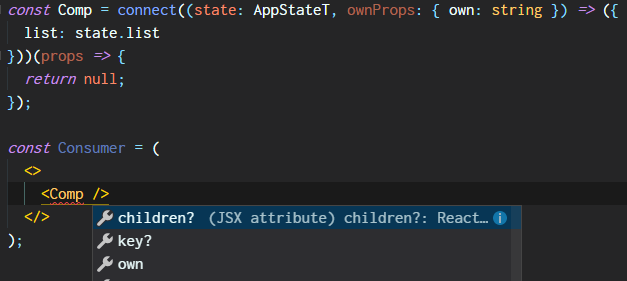 const Comp = connect((state: AppStateT, ownProps: { own: string }) => ({
  list: state.list
}))(props => {
  return null;
});
const Consumer = (
  <>
    <Comp />
  </>
children? (JSX attribute) children?: React…
key?
own
);